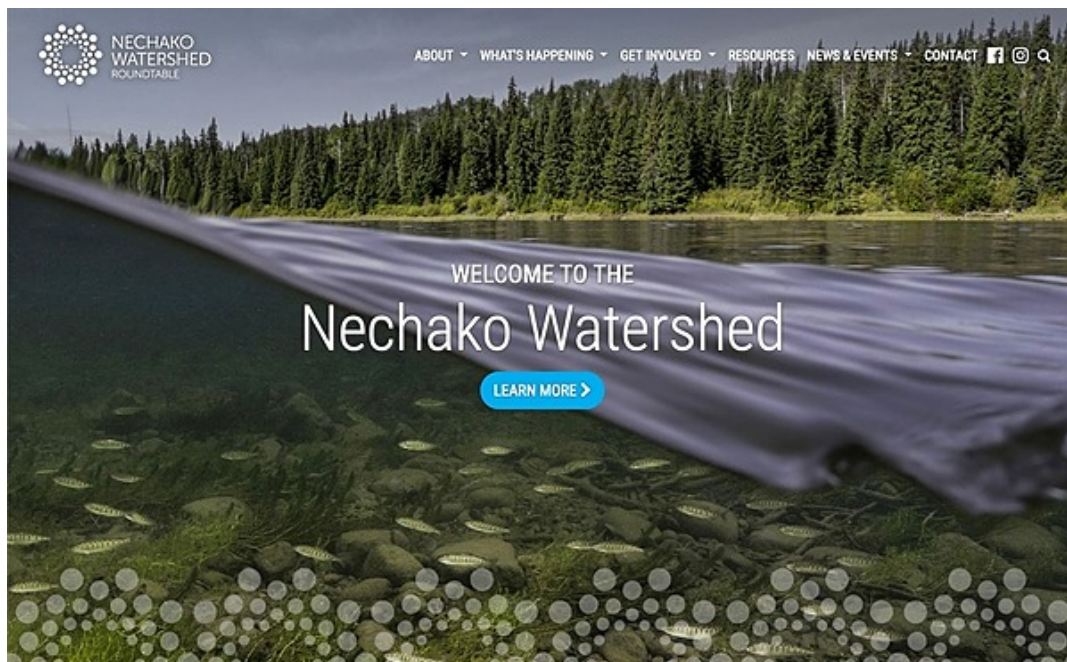 NECHAKO
WATERSHED
ROUNDTABLE
ABOUT WHAT'S HAPPENING GET INVOLVED RESOURCES NEWS & EVENTS CONTACT
WELCOME TO THE
Nechako Watershed
LEARN MORE